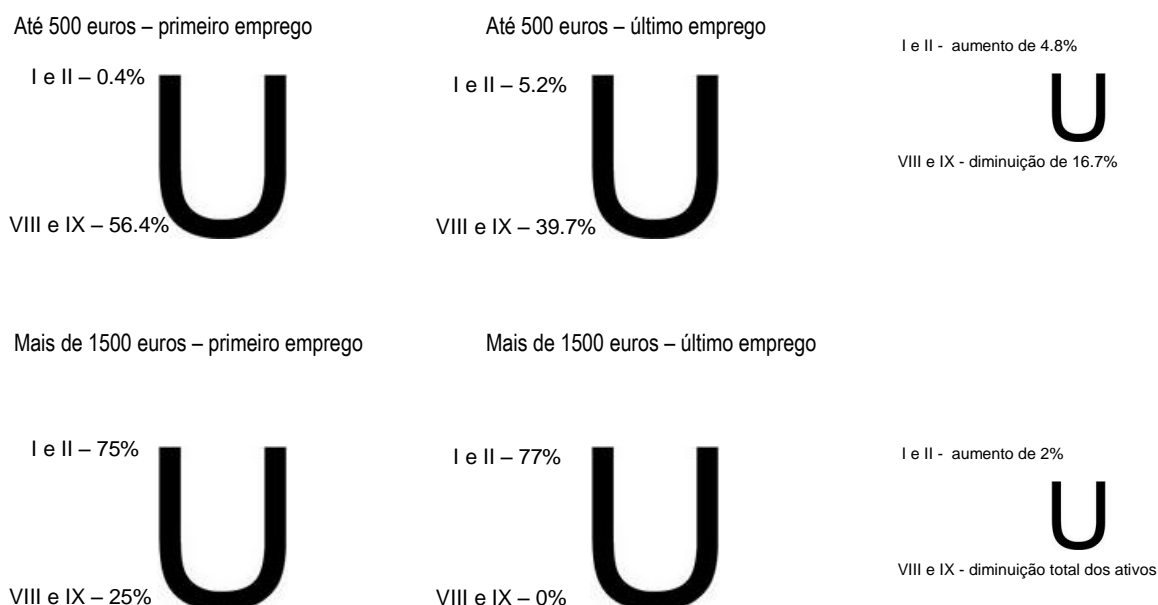 Até 500 euros – primeiro emprego
I e II – 0.4%
VIII e IX – 56.4%
Até 500 euros – último emprego
I e II – 5.2%
VIII e IX – 39.7%
I e II - aumento de 4.8%
VIII e IX - diminuição de 16.7%
Mais de 1500 euros – primeiro emprego
I e II – 75%
VIII e IX – 25%
Mais de 1500 euros – último emprego
I e II – 77%
VIII e IX – 0%
I e II - aumento de 2%
VIII e IX - diminuição total dos ativos